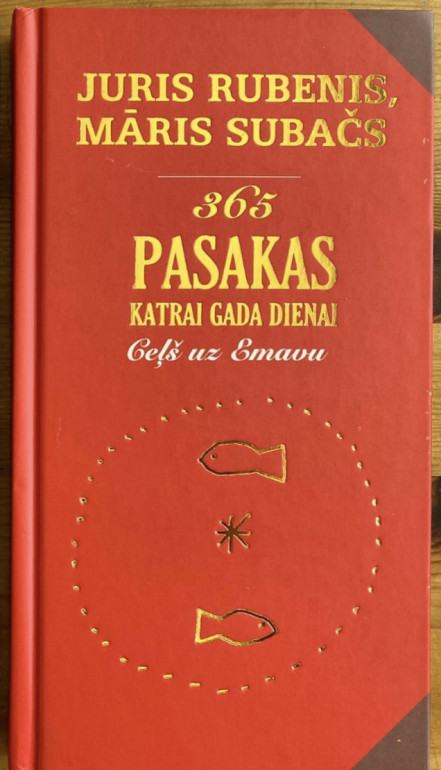 JURIS RUBENIS,
MĀRIS SUBAČS
365
PASAKAS
KATRAI GADA DIENAI
Ceļš uz Emavu